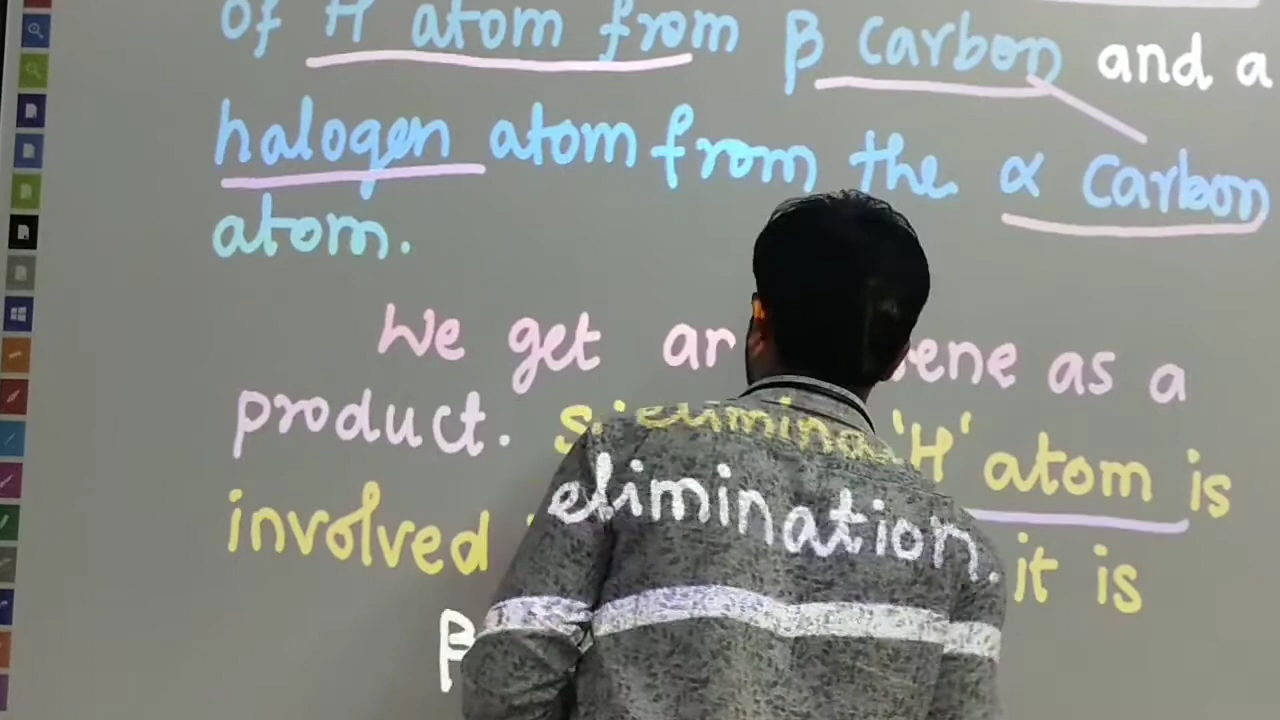 of H atom from β carbon and a
halogen atom from the α carbon
atom.
We get an as a
product. 'H' atom is
involved it is
β elimination.